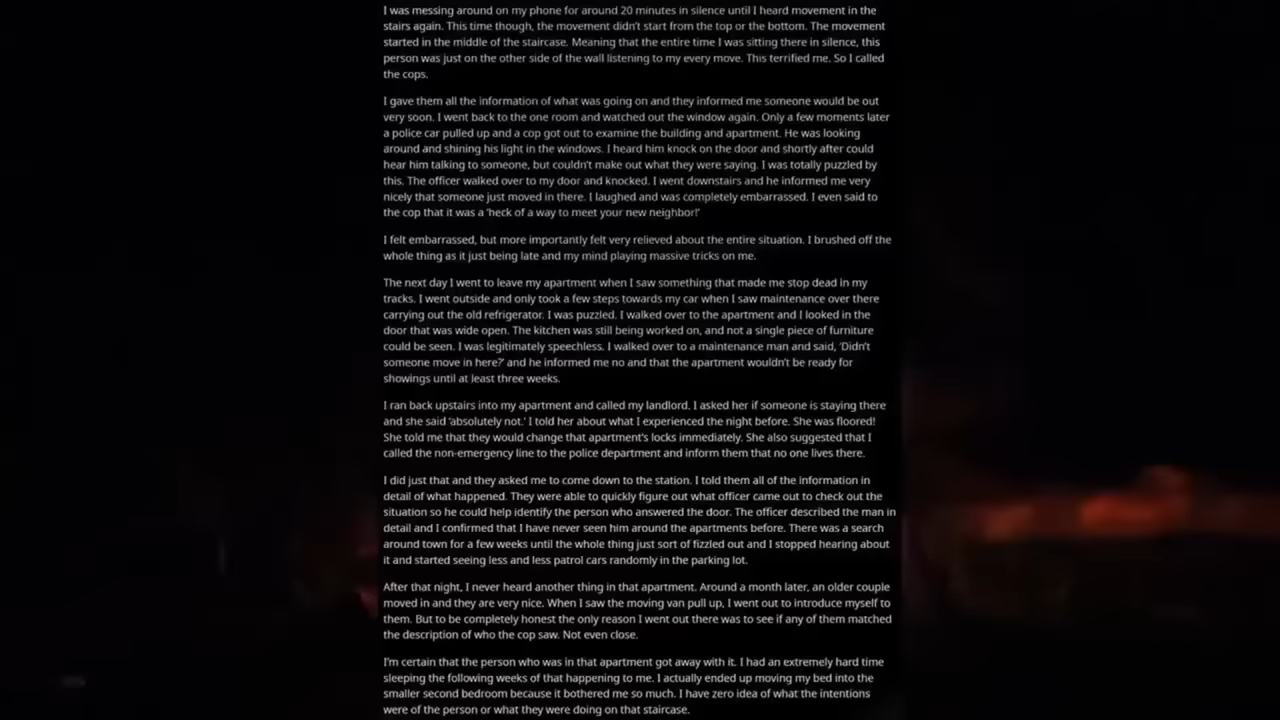 I was messing around on my phone for around 20 minutes in silence until I heard movement in the
stairs again. This time though, the movement didn't start from the top or the bottom. The movement
started in the middle of the staircase. Meaning that the entire time I was sitting there in silence, this
person was just on the other side of the wall listening to my every move. This terrified me. So I called
the cops.
I gave them all the information of what was going on and they informed me someone would be out
very soon. I went back to the one room and watched out the window again. Only a few moments later
a police car pulled up and a cop got out to examine the building and apartment. He was looking
around and shining his light in the windows. I heard him knock on the door and shortly after could
hear him talking to someone, but couldn't make out what they were saying. I was totally puzzled by
this. The officer walked over to my door and knocked. I went downstairs and he informed me very
nicely that someone just moved in there. I laughed and was completely embarrassed. I even said to
the cop that it was a 'heck of a way to meet your new neighbor!'
I felt embarrassed, but more importantly felt very relieved about the entire situation. I brushed off the
whole thing as it just being late and my mind playing massive tricks on me.
The next day I went to leave my apartment when I saw something that made me stop dead in my
tracks. I went outside and only took a few steps towards my car when I saw maintenance over there
carrying out the old refrigerator. I was puzzled. I walked over to the apartment and I looked in the
door that was wide open. The kitchen was still being worked on, and not a single piece of furniture
could be seen. I was legitimately speechless. I walked over to a maintenance man and said, 'Didn't
someone move in here?' and he informed me no and that the apartment wouldn't be ready for
showings until at least three weeks.
I ran back upstairs into my apartment and called my landlord. I asked her if someone is staying there
and she said 'absolutely not.' I told her about what I experienced the night before. She was floored!
She told me that they would change that apartment's locks immediately. She also suggested that I
called the non-emergency line to the police department and inform them that no one lives there.
I did just that and they asked me to come down to the station. I told them all of the information in
detail of what happened. They were able to quickly figure out what officer came out to check out the
situation so he could help identify the person who answered the door. The officer described the man in
detail and I confirmed that I have never seen him around the apartments before. There was a search
around town for a few weeks until the whole thing just sort of fizzled out and I stopped hearing about
it and started seeing less and less patrol cars randomly in the parking lot.
After that night, I never heard another thing in that apartment. Around a month later, an older couple
moved in and they are very nice. When I saw the moving van pull up, I went out to introduce myself to
them. But to be completely honest the only reason I went out there was to see if any of them matched
the description of who the cop saw. Not even close.
I'm certain that the person who was in that apartment got away with it. I had an extremely hard time
sleeping the following weeks of that happening to me. I actually ended up moving my bed into the
smaller second bedroom because it bothered me so much. I have zero idea of what the intentions
were of the person or what they were doing on that staircase.